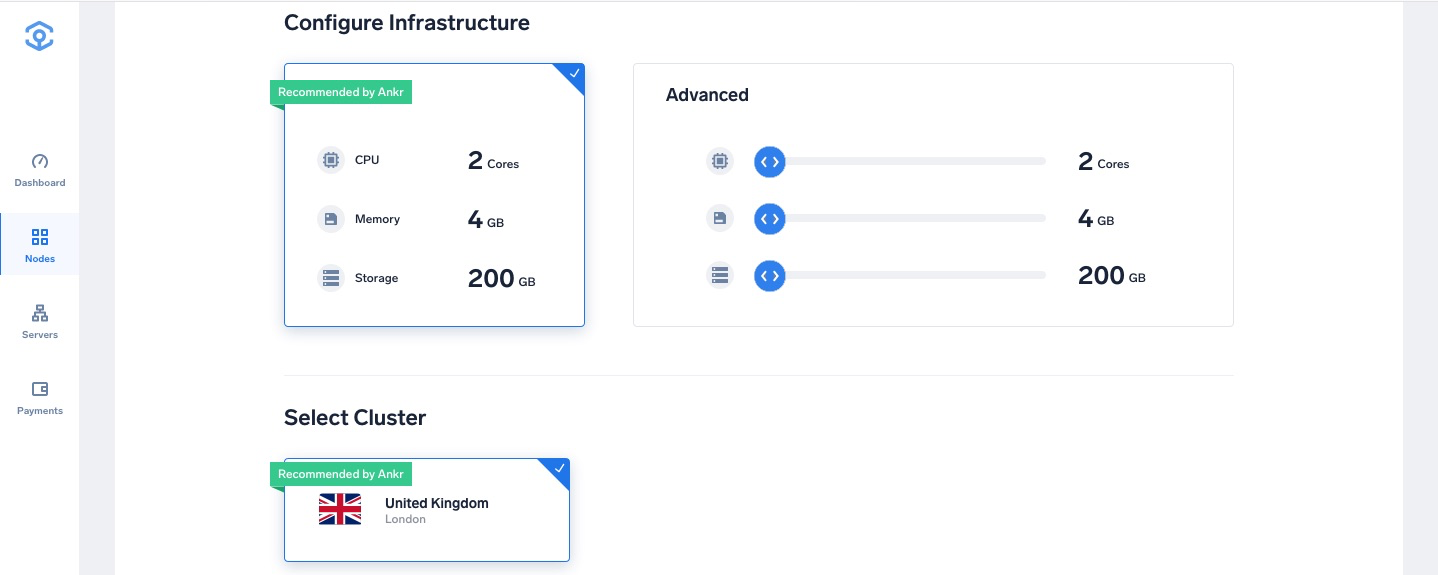 Configure Infrastructure
Recommended by Ankr
CPU
2 Cores
Memory
4 GB
Storage
200 GB
Advanced
2 Cores
4 GB
200 GB
Dashboard
Nodes
Servers
Payments
Select Cluster
Recommended by Ankr
United Kingdom
London